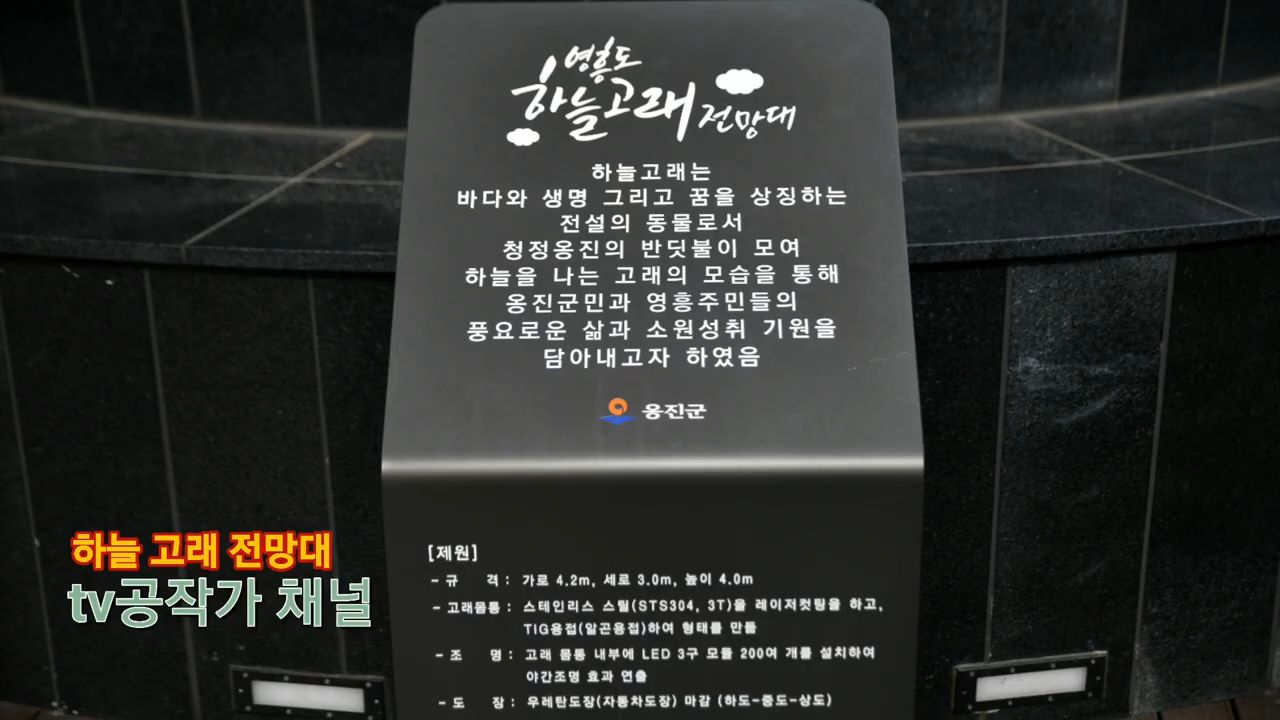 영흥도
하늘고래 전망대
하늘고래는
바다와 생명 그리고 꿈을 상징하는
전설의 동물로서
청정옹진의 반딧불이 모여
하늘을 나는 고래의 모습을 통해
옹진군민과 영흥주민들의
풍요로운 삶과 소원성취 기원을
담아내고자 하였음
옹진군
[제원]
- 규 격 : 가로 4.2m, 세로 3.0m, 높이 4.0m
- 고래몸통 : 스테인리스 스틸(STS304, 3T)을 레이저컷팅을 하고,
TIG용접(알곤용접)하여 형태를 만듦
- 조 명 : 고래 몸통 내부에 LED 3구 모듈 200여 개를 설치하여
야간조명 효과 연출
- 도 장 : 우레탄도장(자동차도장) 마감 (하도-중도-상도)
하늘 고래 전망대
tv공작가 채널